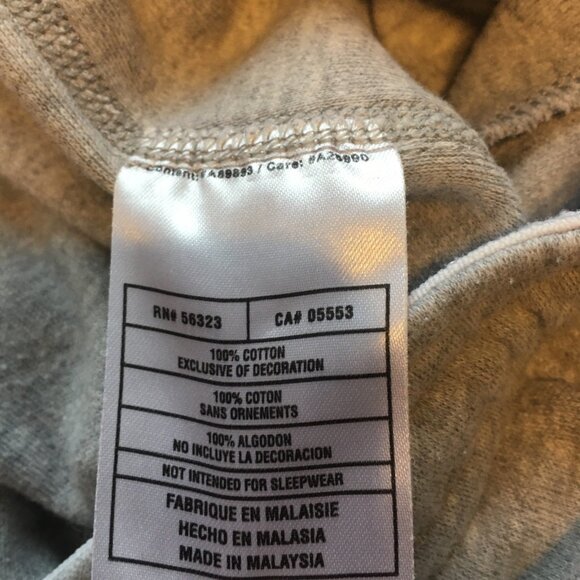 Content: #A89893 / Care: #A26990
RN# 56323 CA# 05553
100% COTTON
EXCLUSIVE OF DECORATION
100% COTON
SANS ORNEMENTS
100% ALGODON
NO INCLUYE LA DECORACION
NOT INTENDED FOR SLEEPWEAR
FABRIQUE EN MALAISIE
HECHO EN MALASIA
MADE IN MALAYSIA